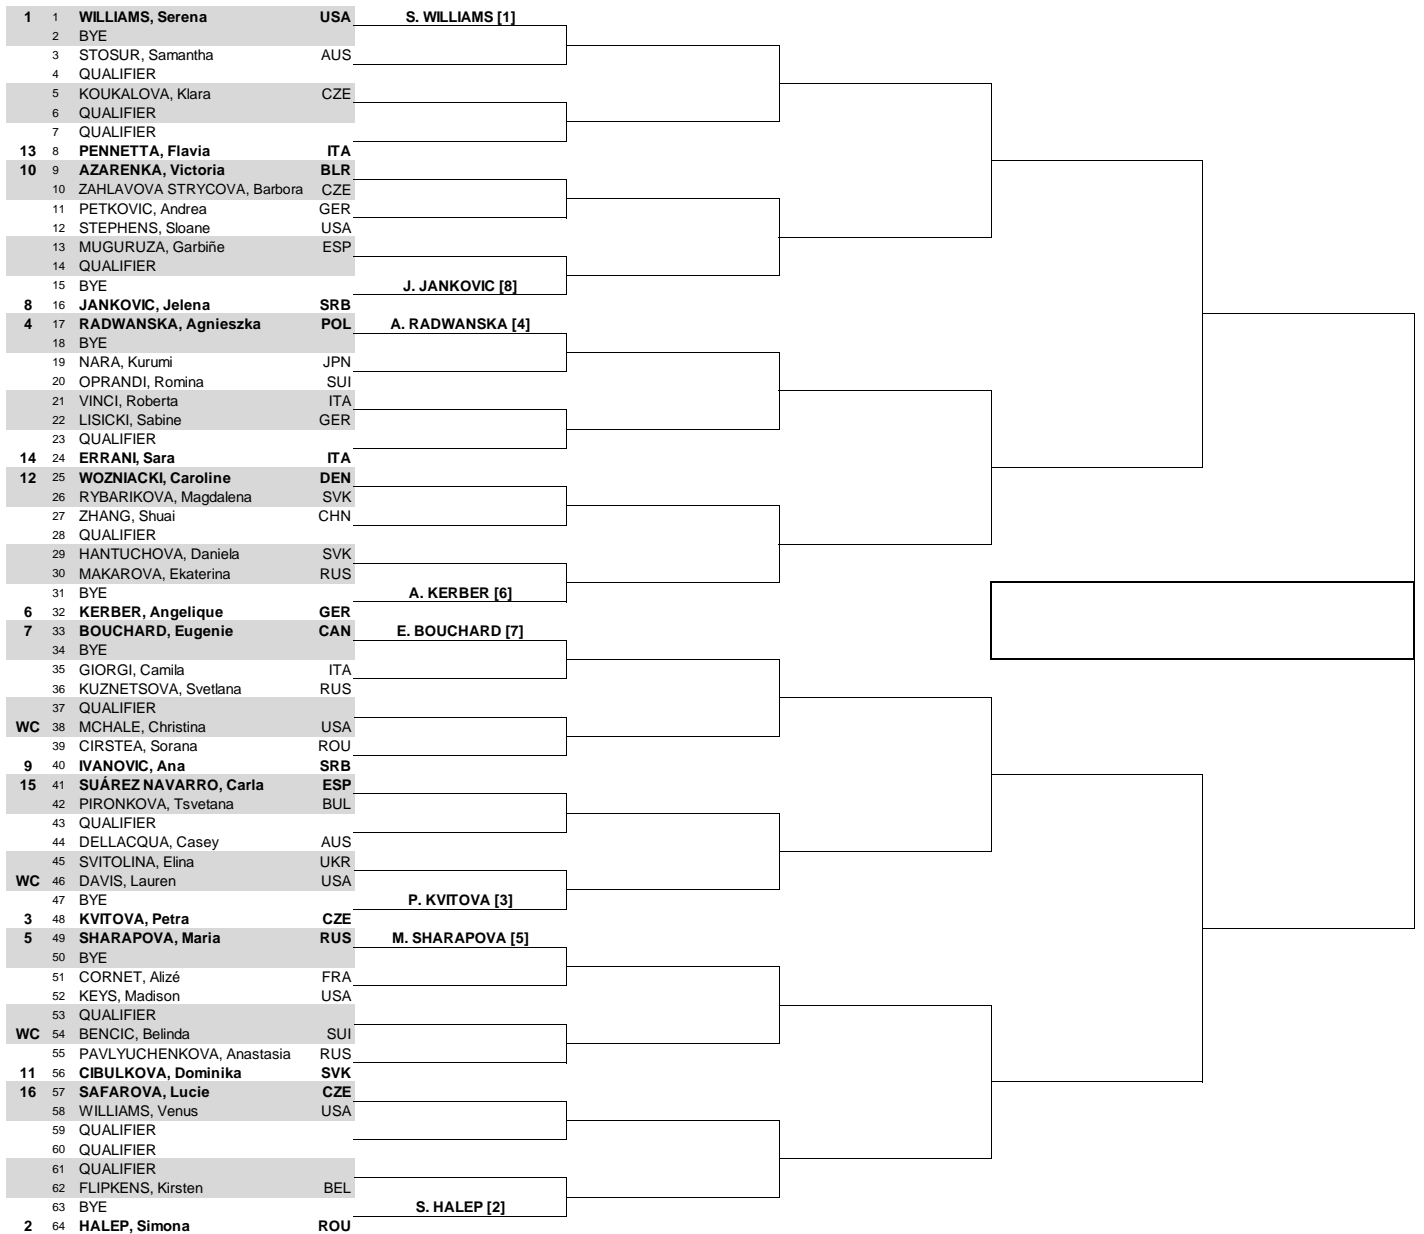 1 1 WILLIAMS, Serena USA S. WILLIAMS [1]
2 BYE
3 STOSUR, Samantha AUS
4 QUALIFIER
5 KOUKALOVA, Klara CZE
6 QUALIFIER
7 QUALIFIER
13 8 PENNETTA, Flavia ITA
10 9 AZARENKA, Victoria BLR
10 ZAHLAVOVA STRYCOVA, Barbora CZE
11 PETKOVIC, Andrea GER
12 STEPHENS, Sloane USA
13 MUGURUZA, Garbiñe ESP
14 QUALIFIER
15 BYE J. JANKOVIC [8]
8 16 JANKOVIC, Jelena SRB
4 17 RADWANSKA, Agnieszka POL A. RADWANSKA [4]
18 BYE
19 NARA, Kurumi JPN
20 OPRANDI, Romina SUI
21 VINCI, Roberta ITA
22 LISICKI, Sabine GER
23 QUALIFIER
14 24 ERRANI, Sara ITA
12 25 WOZNIACKI, Caroline DEN
26 RYBARIKOVA, Magdalena SVK
27 ZHANG, Shuai CHN
28 QUALIFIER
29 HANTUCHOVA, Daniela SVK
30 MAKAROVA, Ekaterina RUS
31 BYE A. KERBER [6]
6 32 KERBER, Angelique GER
7 33 BOUCHARD, Eugenie CAN E. BOUCHARD [7]
34 BYE
35 GIORGI, Camila ITA
36 KUZNETSOVA, Svetlana RUS
37 QUALIFIER
WC 38 MCHALE, Christina USA
39 CIRSTEA, Sorana ROU
9 40 IVANOVIC, Ana SRB
15 41 SUÁREZ NAVARRO, Carla ESP
42 PIRONKOVA, Tsvetana BUL
43 QUALIFIER
44 DELLACQUA, Casey AUS
45 SVITOLINA, Elina UKR
WC 46 DAVIS, Lauren USA
47 BYE P. KVITOVA [3]
3 48 KVITOVA, Petra CZE
5 49 SHARAPOVA, Maria RUS M. SHARAPOVA [5]
50 BYE
51 CORNET, Alizé FRA
52 KEYS, Madison USA
53 QUALIFIER
WC 54 BENCIC, Belinda SUI
55 PAVLYUCHENKOVA, Anastasia RUS
11 56 CIBULKOVA, Dominika SVK
16 57 SAFAROVA, Lucie CZE
58 WILLIAMS, Venus USA
59 QUALIFIER
60 QUALIFIER
61 QUALIFIER
62 FLIPKENS, Kirsten BEL
63 BYE S. HALEP [2]
2 64 HALEP, Simona ROU